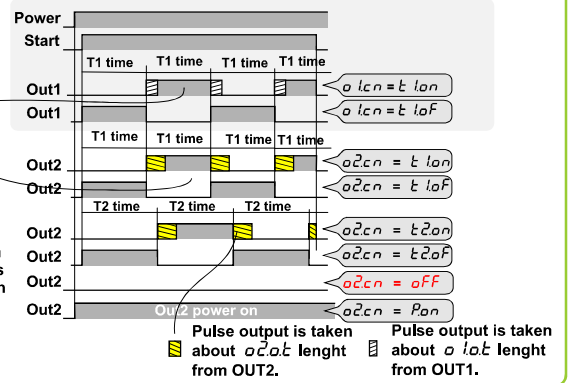 Power
Start
T1 time T1 time T1 time T1 time
Out1 o1.cn = t1.on
Out1 o1.cn = t1.oF
T1 time T1 time T1 time T1 time
Out2 o2.cn = t1.on
Out2 o2.cn = t1.oF
T2 time T2 time T2 time
Out2 o2.cn = t2.on
Out2 o2.cn = t2.oF
Out2 o2.cn = oFF
Out2 Out2 power on o2.cn = P.on
Pulse output is taken
about o2.o.t lenght
from OUT2.
Pulse output is taken
about o1.o.t lenght
from OUT1.